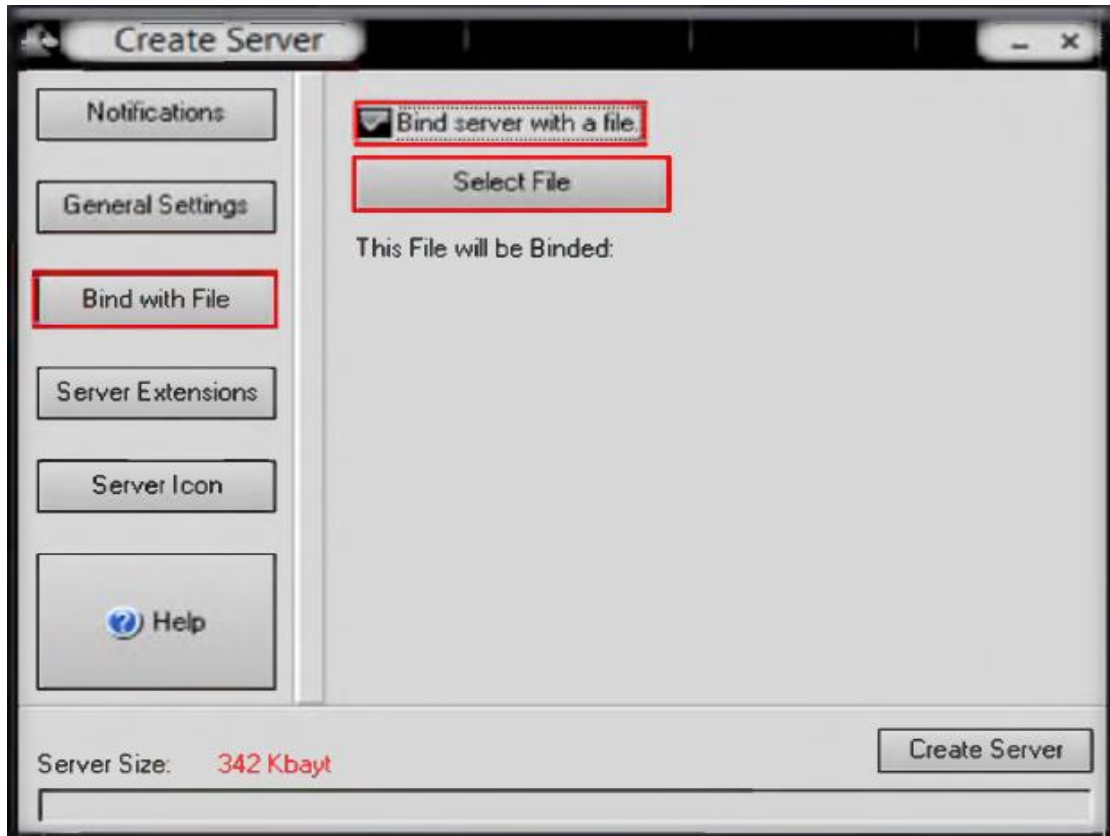 Create Server
Notifications
Bind server with a file.
Select File
General Settings
This File will be Binded:
Bind with File
Server Extensions
Server Icon
Help
Server Size: 342 Kbayt
Create Server